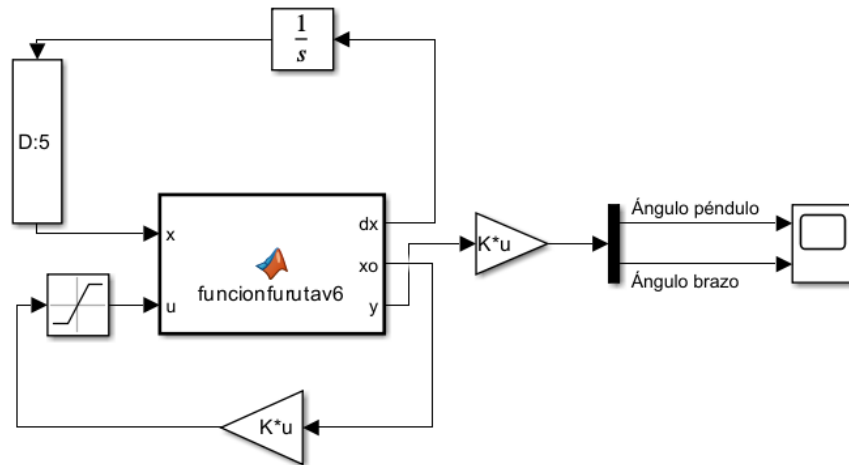 1
s
D:5
x
u
funcionfurutav6
dx
xo
y
K*u
Ángulo péndulo
Ángulo brazo
K*u